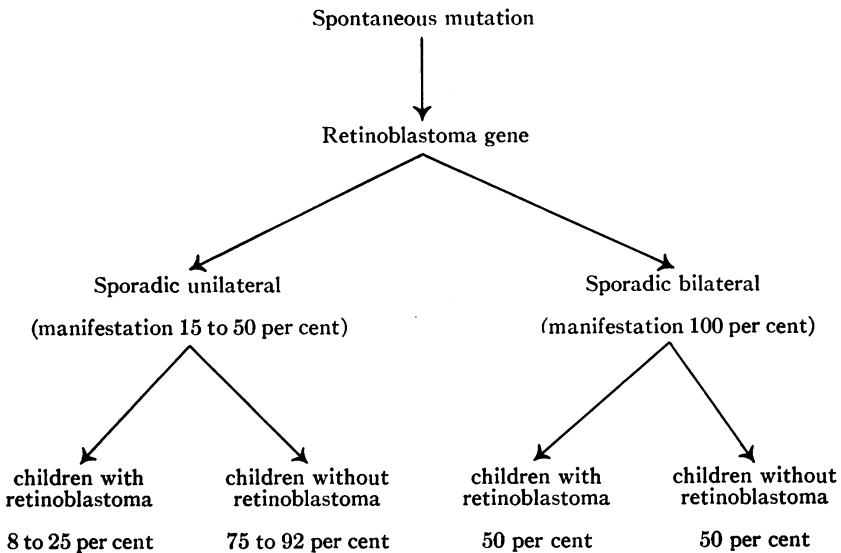 Spontaneous mutation
Retinoblastoma gene
Sporadic unilateral
(manifestation 15 to 50 per cent)
Sporadic bilateral
(manifestation 100 per cent)
children with
retinoblastoma
8 to 25 per cent
children without
retinoblastoma
75 to 92 per cent
children with
retinoblastoma
50 per cent
children without
retinoblastoma
50 per cent